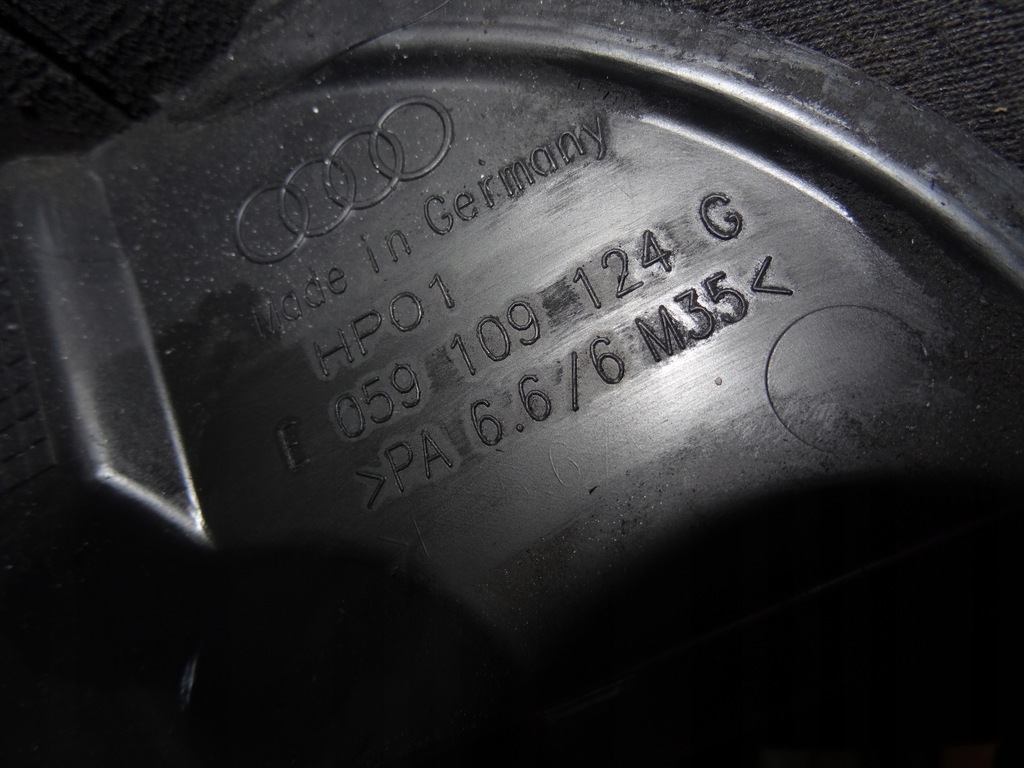 Made in Germany
HP01
059 109 124 G
>PA 6.6/6 M35<